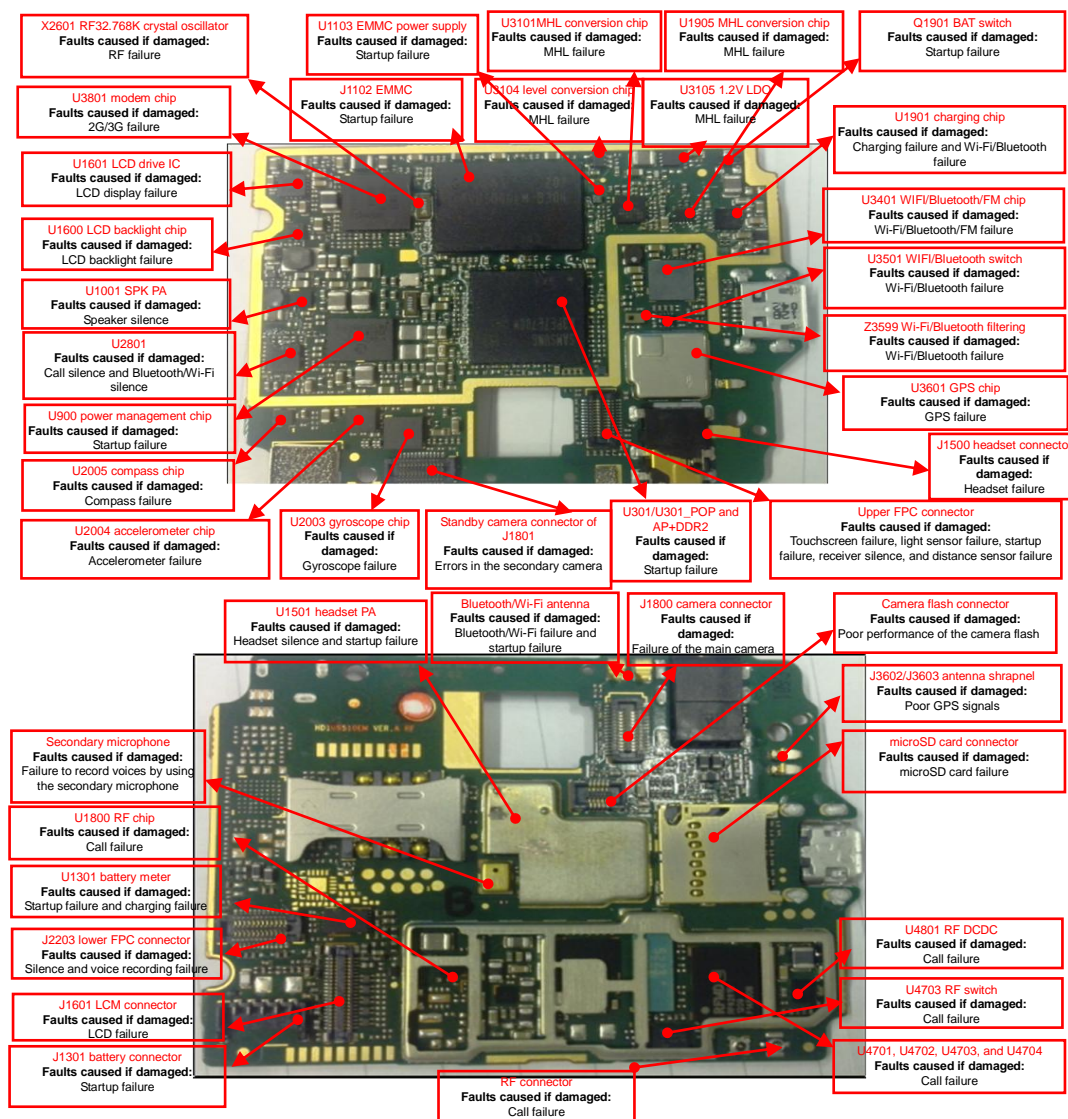 X2601 RF32.768K crystal oscillator
Faults caused if damaged:
RF failure
U1103 EMMC power supply
Faults caused if damaged:
Startup failure
U3101MHL conversion chip
Faults caused if damaged:
MHL failure
U1905 MHL conversion chip
Faults caused if damaged:
MHL failure
Q1901 BAT switch
Faults caused if damaged:
Startup failure
U3801 modem chip
Faults caused if damaged:
2G/3G failure
J1102 EMMC
Faults caused if damaged:
Startup failure
U3104 level conversion chip
Faults caused if damaged:
MHL failure
U3105 1.2V LDO
Faults caused if damaged:
MHL failure
U1901 charging chip
Faults caused if damaged:
Charging failure and Wi-Fi/Bluetooth
failure
U1601 LCD drive IC
Faults caused if damaged:
LCD display failure
U3401 WIFI/Bluetooth/FM chip
Faults caused if damaged:
Wi-Fi/Bluetooth/FM failure
U1600 LCD backlight chip
Faults caused if damaged:
LCD backlight failure
U3501 WIFI/Bluetooth switch
Faults caused if damaged:
Wi-Fi/Bluetooth failure
U1001 SPK PA
Faults caused if damaged:
Speaker silence
Z3599 Wi-Fi/Bluetooth filtering
Faults caused if damaged:
Wi-Fi/Bluetooth failure
U2801
Faults caused if damaged:
Call silence and Bluetooth/Wi-Fi
silence
U3601 GPS chip
Faults caused if damaged:
GPS failure
U900 power management chip
Faults caused if damaged:
Startup failure
J1500 headset connector
Faults caused if
damaged:
Headset failure
U2005 compass chip
Faults caused if damaged:
Compass failure
U2004 accelerometer chip
Faults caused if damaged:
Accelerometer failure
U2003 gyroscope chip
Faults caused if
damaged:
Gyroscope failure
Standby camera connector of
J1801
Faults caused if damaged:
Errors in the secondary camera
U301/U301_POP and
AP+DDR2
Faults caused if
damaged:
Startup failure
Upper FPC connector
Faults caused if damaged:
Touchscreen failure, light sensor failure, startup
failure, receiver silence, and distance sensor failure
U1501 headset PA
Faults caused if damaged:
Headset silence and startup failure
Bluetooth/Wi-Fi antenna
Faults caused if damaged:
Bluetooth/Wi-Fi failure and
startup failure
J1800 camera connector
Faults caused if
damaged:
Failure of the main camera
Camera flash connector
Faults caused if damaged:
Poor performance of the camera flash
J3602/J3603 antenna shrapnel
Faults caused if damaged:
Poor GPS signals
Secondary microphone
Faults caused if damaged:
Failure to record voices by using
the secondary microphone
microSD card connector
Faults caused if damaged:
microSD card failure
U1800 RF chip
Faults caused if damaged:
Call failure
U1301 battery meter
Faults caused if damaged:
Startup failure and charging failure
J2203 lower FPC connector
Faults caused if damaged:
Silence and voice recording failure
U4801 RF DCDC
Faults caused if damaged:
Call failure
J1601 LCM connector
Faults caused if damaged:
LCD failure
U4703 RF switch
Faults caused if damaged:
Call failure
J1301 battery connector
Faults caused if damaged:
Startup failure
U4701, U4702, U4703, and U4704
Faults caused if damaged:
Call failure
RF connector
Faults caused if damaged:
Call failure